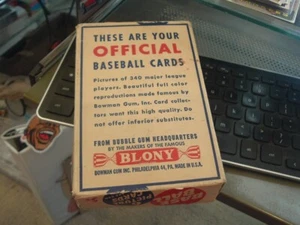 THESE ARE YOUR
OFFICIAL
BASEBALL CARDS
Pictures of 240 major league
players. Beautiful full color
reproductions made famous by
Bowman Gum, Inc. Card collec-
tors want this high quality. Do
not offer inferior substitutes.
FROM BUBBLE GUM HEADQUARTERS
BY THE MAKERS OF THE FAMOUS
BLONY
BOWMAN GUM INC. PHILADELPHIA 44, PA. MADE IN U.S.A.